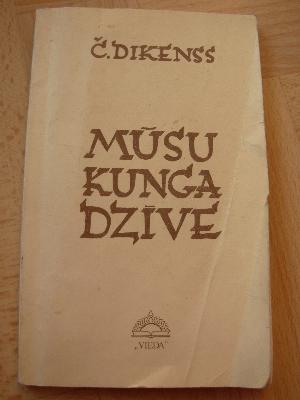 Č. DIKENSS
MŪSU
KUNGA
DZĪVE
„VIEDA"